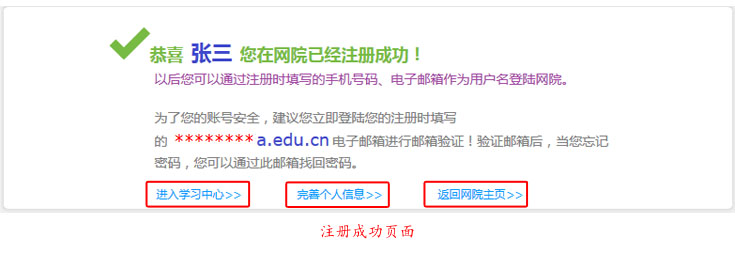 恭喜 张三 您在网院已经注册成功！
以后您可以通过注册时填写的手机号码、电子邮箱作为用户名登陆网院。
为了您的账号安全，建议您立即登陆您的注册时填写
的 ********a.edu.cn 电子邮箱进行邮箱验证！验证邮箱后，当您忘记
密码，您可以通过此邮箱找回密码。
进入学习中心>> 完善个人信息>> 返回网院主页>>
注册成功页面